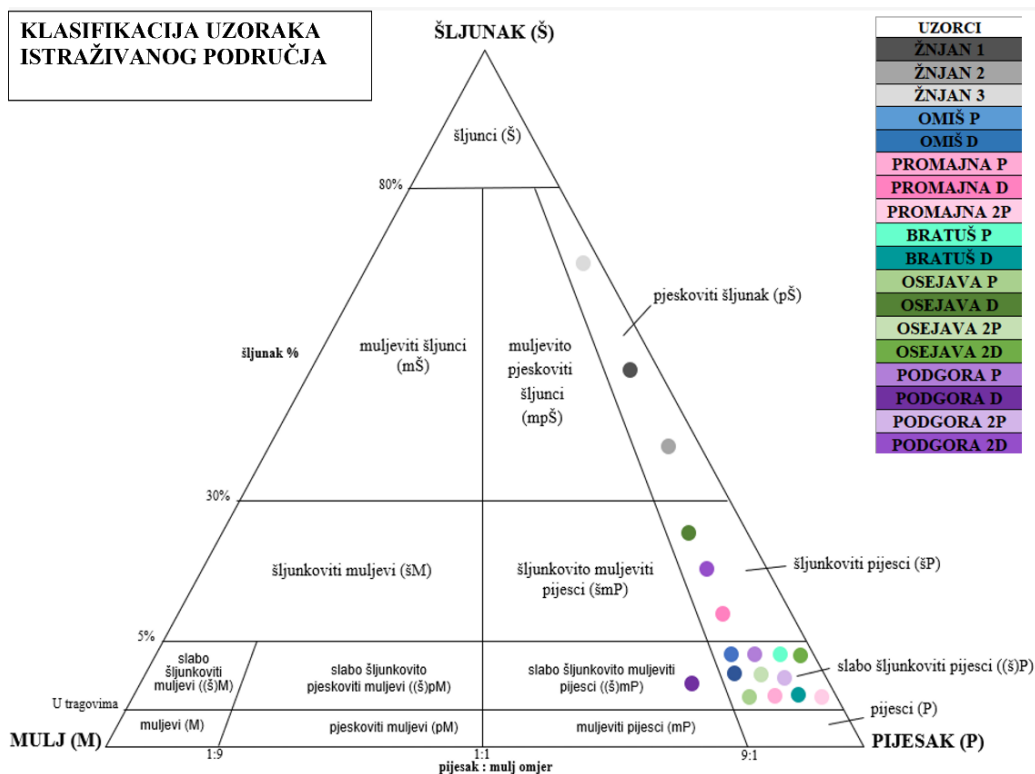 KLASIFIKACIJA UZORAKA
ISTRAŽIVANOG PODRUČJA
ŠLJUNAK (Š)
šljunci (Š)
80%
pjeskoviti šljunak (pŠ)
šljunak %
muljeviti šljunci
(mŠ)
muljevito
pjeskoviti
šljunci
(mpŠ)
30%
šljunkoviti muljevi (šM)
šljunkovito muljeviti
pijesci (šmP)
šljunkoviti pijesci (šP)
5%
slabo
šljunkoviti
muljevi ((š)M)
slabo šljunkovito
pjeskoviti muljevi ((š)pM)
slabo šljunkovito muljeviti
pijesci ((š)mP)
slabo šljunkoviti pijesci ((š)P)
U tragovima
muljevi (M)
pjeskoviti muljevi (pM)
muljeviti pijesci (mP)
pijesci (P)
MULJ (M)
PIJESAK (P)
1:9
1:1
9:1
pijesak : mulj omjer
UZORCI
ŽNJAN 1
ŽNJAN 2
ŽNJAN 3
OMIŠ P
OMIŠ D
PROMAJNA P
PROMAJNA D
PROMAJNA 2P
BRATUŠ P
BRATUŠ D
OSEJAVA P
OSEJAVA D
OSEJAVA 2P
OSEJAVA 2D
PODGORA P
PODGORA D
PODGORA 2P
PODGORA 2D